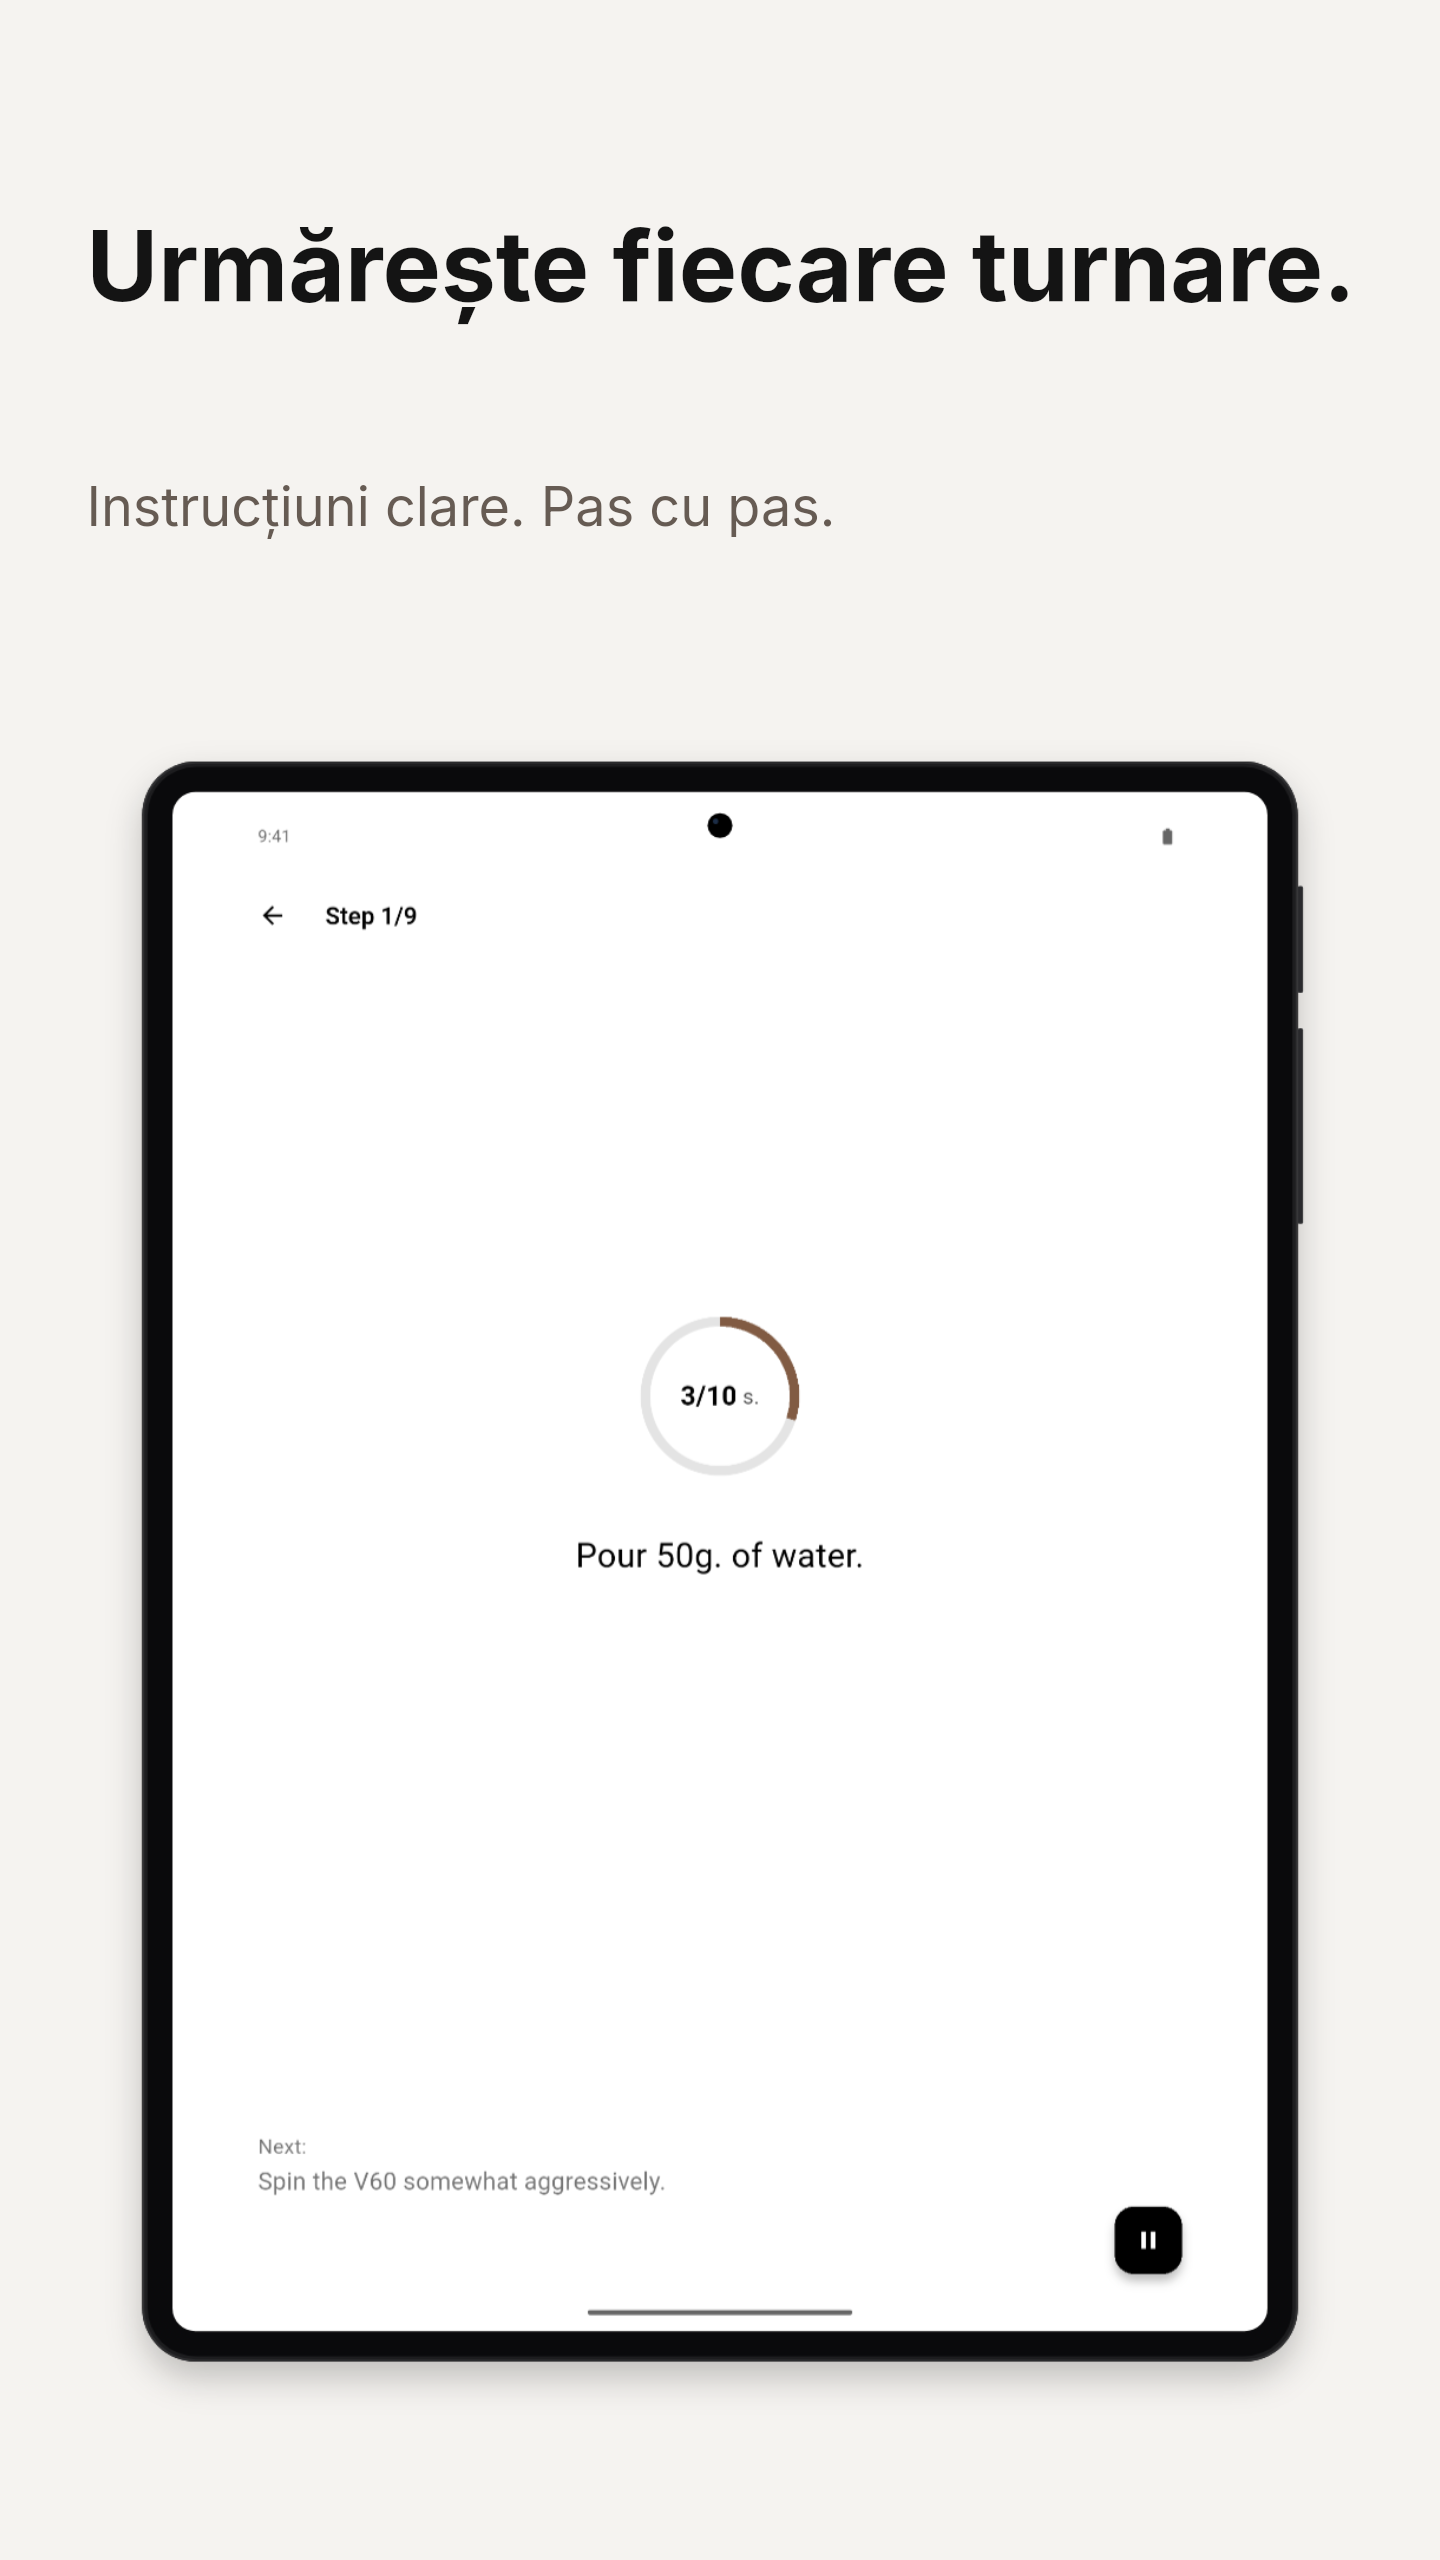 Urmărește fiecare turnare.
Instrucțiuni clare. Pas cu pas.
9:41
Step 1/9
3/10 s.
Pour 50g. of water.
Next:
Spin the V60 somewhat aggressively.